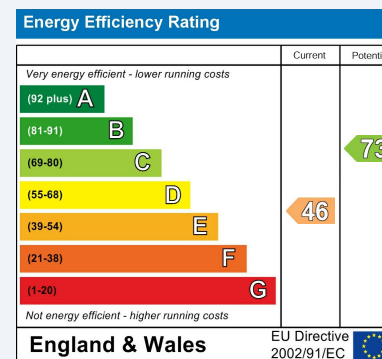 Energy Efficiency Rating
Current Potenti
Very energy efficient - lower running costs
(92 plus) A
(81-91) B
(69-80) C
73
(55-68) D
46
(39-54) E
(21-38) F
(1-20) G
Not energy efficient - higher running costs
England & Wales
EU Directive
2002/91/EC